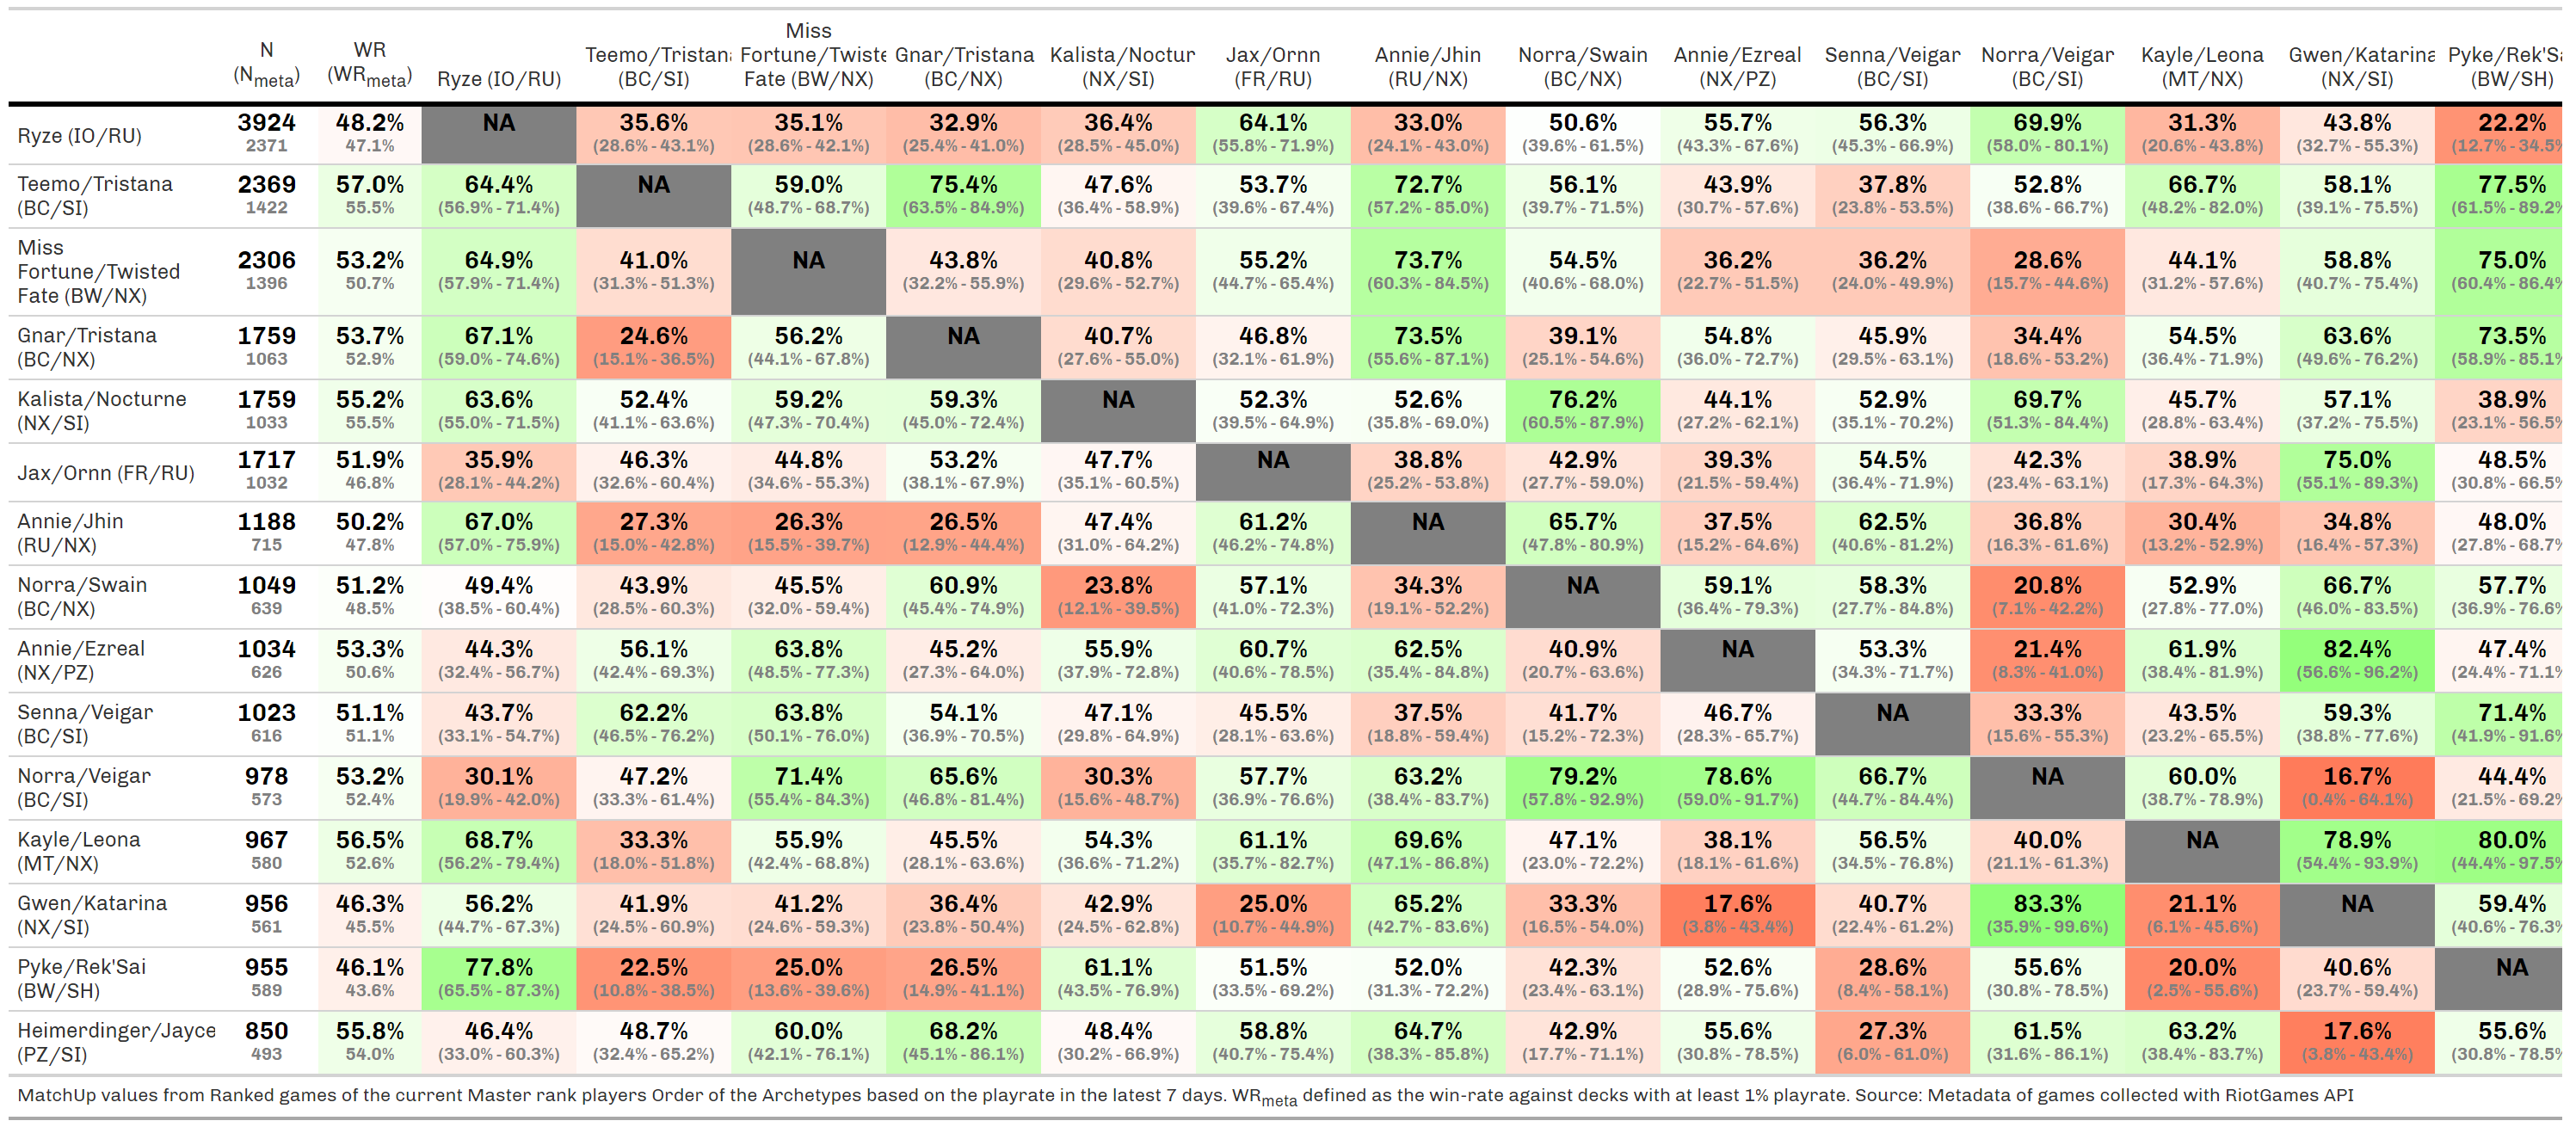 N (N_meta) WR (WR_meta) Ryze (IO/RU) Teemo/Tristana (BC/SI) Miss Fortune/Twiste Fate (BW/NX) Gnar/Tristana (BC/NX) Kalista/Noctur (NX/SI) Jax/Ornn (FR/RU) Annie/Jhin (RU/NX) Norra/Swain (BC/NX) Annie/Ezreal (NX/PZ) Senna/Veigar (BC/SI) Norra/Veigar (BC/SI) Kayle/Leona (MT/NX) Gwen/Katarina (NX/SI) Pyke/Rek'Sa (BW/SH)
Ryze (IO/RU) 3924 48.2% NA 35.6% 35.1% 32.9% 36.4% 64.1% 33.0% 50.6% 55.7% 56.3% 69.9% 31.3% 43.8% 22.2%
2371 47.1% (28.6% - 43.1%) (28.6% - 42.1%) (25.4% - 41.0%) (28.5% - 45.0%) (55.8% - 71.9%) (24.1% - 43.0%) (39.6% - 61.5%) (43.3% - 67.6%) (45.3% - 66.9%) (58.0% - 80.1%) (20.6% - 43.8%) (32.7% - 55.3%) (12.7% - 34.5%
Teemo/Tristana 2369 57.0% 64.4% NA 59.0% 75.4% 47.6% 53.7% 72.7% 56.1% 43.9% 37.8% 52.8% 66.7% 58.1% 77.5%
(BC/SI) 1422 55.5% (56.9% - 71.4%) (48.7% - 68.7%) (63.5% - 84.9%) (36.4% - 58.9%) (39.6% - 67.4%) (57.2% - 85.0%) (39.7% - 71.5%) (30.7% - 57.6%) (23.8% - 53.5%) (38.6% - 66.7%) (48.2% - 82.0%) (39.1% - 75.5%) (61.5% - 89.2%
Miss
Fortune/Twisted 2306 53.2% 64.9% 41.0% NA 43.8% 40.8% 55.2% 73.7% 54.5% 36.2% 36.2% 28.6% 44.1% 58.8% 75.0%
Fate (BW/NX) 1396 50.7% (57.9% - 71.4%) (31.3% - 51.3%) (32.2% - 55.9%) (29.6% - 52.7%) (44.7% - 65.4%) (60.3% - 84.5%) (40.6% - 68.0%) (22.7% - 51.5%) (24.0% - 49.9%) (15.7% - 44.6%) (31.2% - 57.6%) (40.7% - 75.4%) (60.4% - 86.4%
Gnar/Tristana 1759 53.7% 67.1% 24.6% 56.2% NA 40.7% 46.8% 73.5% 39.1% 54.8% 45.9% 34.4% 54.5% 63.6% 73.5%
(BC/NX) 1063 52.9% (59.0% - 74.6%) (15.1% - 36.5%) (44.1% - 67.8%) (27.6% - 55.0%) (32.1% - 61.9%) (55.6% - 87.1%) (25.1% - 54.6%) (36.0% - 72.7%) (29.5% - 63.1%) (18.6% - 53.2%) (36.4% - 71.9%) (49.6% - 76.2%) (58.9% - 85.1%
Kalista/Nocturne 1759 55.2% 63.6% 52.4% 59.2% 59.3% NA 52.3% 52.6% 76.2% 44.1% 52.9% 69.7% 45.7% 57.1% 38.9%
(NX/SI) 1033 55.5% (55.0% - 71.5%) (41.1% - 63.6%) (47.3% - 70.4%) (45.0% - 72.4%) (39.5% - 64.9%) (35.8% - 69.0%) (60.5% - 87.9%) (27.2% - 62.1%) (35.1% - 70.2%) (51.3% - 84.4%) (28.8% - 63.4%) (37.2% - 75.5%) (23.1% - 56.5%
Jax/Ornn (FR/RU) 1717 51.9% 35.9% 46.3% 44.8% 53.2% 47.7% NA 38.8% 42.9% 39.3% 54.5% 42.3% 38.9% 75.0% 48.5%
1032 46.8% (28.1% - 44.2%) (32.6% - 60.4%) (34.6% - 55.3%) (38.1% - 67.9%) (35.1% - 60.5%) (25.2% - 53.8%) (27.7% - 59.0%) (21.5% - 59.4%) (36.4% - 71.9%) (23.4% - 63.1%) (17.3% - 64.3%) (55.1% - 89.3%) (30.8% - 66.5%
Annie/Jhin 1188 50.2% 67.0% 27.3% 26.3% 26.5% 47.4% 61.2% NA 65.7% 37.5% 62.5% 36.8% 30.4% 34.8% 48.0%
(RU/NX) 715 47.8% (57.0% - 75.9%) (15.0% - 42.8%) (15.5% - 39.7%) (12.9% - 44.4%) (31.0% - 64.2%) (46.2% - 74.8%) (47.8% - 80.9%) (15.2% - 64.6%) (40.6% - 81.2%) (16.3% - 61.6%) (13.2% - 52.9%) (16.4% - 57.3%) (27.8% - 68.7%
Norra/Swain 1049 51.2% 49.4% 43.9% 45.5% 60.9% 23.8% 57.1% 34.3% NA 59.1% 58.3% 20.8% 52.9% 66.7% 57.7%
(BC/NX) 639 48.5% (38.5% - 60.4%) (28.5% - 60.3%) (32.0% - 59.4%) (45.4% - 74.9%) (12.1% - 39.5%) (41.0% - 72.3%) (19.1% - 52.2%) (36.4% - 79.3%) (27.7% - 84.8%) (7.1% - 42.2%) (27.8% - 77.0%) (46.0% - 83.5%) (36.9% - 76.6%
Annie/Ezreal 1034 53.3% 44.3% 56.1% 63.8% 45.2% 55.9% 60.7% 62.5% 40.9% NA 53.3% 21.4% 61.9% 82.4% 47.4%
(NX/PZ) 626 50.6% (32.4% - 56.7%) (42.4% - 69.3%) (48.5% - 77.3%) (27.3% - 64.0%) (37.9% - 72.8%) (40.6% - 78.5%) (35.4% - 84.8%) (20.7% - 63.6%) (34.3% - 71.7%) (8.3% - 41.0%) (38.4% - 81.9%) (56.6% - 96.2%) (24.4% - 71.1%
Senna/Veigar 1023 51.1% 43.7% 62.2% 63.8% 54.1% 47.1% 45.5% 37.5% 41.7% 46.7% NA 33.3% 43.5% 59.3% 71.4%
(BC/SI) 616 51.1% (33.1% - 54.7%) (46.5% - 76.2%) (50.1% - 76.0%) (36.9% - 70.5%) (29.8% - 64.9%) (28.1% - 63.6%) (18.8% - 59.4%) (15.2% - 72.3%) (28.3% - 65.7%) (15.6% - 55.3%) (23.2% - 65.5%) (38.8% - 77.6%) (41.9% - 91.6%
Norra/Veigar 978 53.2% 30.1% 47.2% 71.4% 65.6% 30.3% 57.7% 63.2% 79.2% 78.6% 66.7% NA 60.0% 16.7% 44.4%
(BC/SI) 573 52.4% (19.9% - 42.0%) (33.3% - 61.4%) (55.4% - 84.3%) (46.8% - 81.4%) (15.6% - 48.7%) (36.9% - 76.6%) (38.4% - 83.7%) (57.8% - 92.9%) (59.0% - 91.7%) (44.7% - 84.4%) (38.7% - 78.9%) (0.4% - 64.1%) (21.5% - 69.2%
Kayle/Leona 967 56.5% 68.7% 33.3% 55.9% 45.5% 54.3% 61.1% 69.6% 47.1% 38.1% 56.5% 40.0% NA 78.9% 80.0%
(MT/NX) 580 52.6% (56.2% - 79.4%) (18.0% - 51.8%) (42.4% - 68.8%) (28.1% - 63.6%) (36.6% - 71.2%) (35.7% - 82.7%) (47.1% - 86.8%) (23.0% - 72.2%) (18.1% - 61.6%) (34.5% - 76.8%) (21.1% - 61.3%) (54.4% - 93.9%) (44.4% - 97.5%
Gwen/Katarina 956 46.3% 56.2% 41.9% 41.2% 36.4% 42.9% 25.0% 65.2% 33.3% 17.6% 40.7% 83.3% 21.1% NA 59.4%
(NX/SI) 561 45.5% (44.7% - 67.3%) (24.5% - 60.9%) (24.6% - 59.3%) (23.8% - 50.4%) (24.5% - 62.8%) (10.7% - 44.9%) (42.7% - 83.6%) (16.5% - 54.0%) (3.8% - 43.4%) (22.4% - 61.2%) (35.9% - 99.6%) (6.1% - 45.6%) (40.6% - 76.3%
Pyke/Rek'Sai 955 46.1% 77.8% 22.5% 25.0% 26.5% 61.1% 51.5% 52.0% 42.3% 52.6% 28.6% 55.6% 20.0% 40.6% NA
(BW/SH) 589 43.6% (65.5% - 87.3%) (10.8% - 38.5%) (13.6% - 39.6%) (14.9% - 41.1%) (43.5% - 76.9%) (33.5% - 69.2%) (31.3% - 72.2%) (23.4% - 63.1%) (28.9% - 75.6%) (8.4% - 58.1%) (30.8% - 78.5%) (2.5% - 55.6%) (23.7% - 59.4%)
Heimerdinger/Jayce 850 55.8% 46.4% 48.7% 60.0% 68.2% 48.4% 58.8% 64.7% 42.9% 55.6% 27.3% 61.5% 63.2% 17.6% 55.6%
(PZ/SI) 493 54.0% (33.0% - 60.3%) (32.4% - 65.2%) (42.1% - 76.1%) (45.1% - 86.1%) (30.2% - 66.9%) (40.7% - 75.4%) (38.3% - 85.8%) (17.7% - 71.1%) (30.8% - 78.5%) (6.0% - 61.0%) (31.6% - 86.1%) (38.4% - 83.7%) (3.8% - 43.4%) (30.8% - 78.5%
MatchUp values from Ranked games of the current Master rank players Order of the Archetypes based on the playrate in the latest 7 days. WR_meta defined as the win-rate against decks with at least 1% playrate. Source: Metadata of games collected with RiotGames API